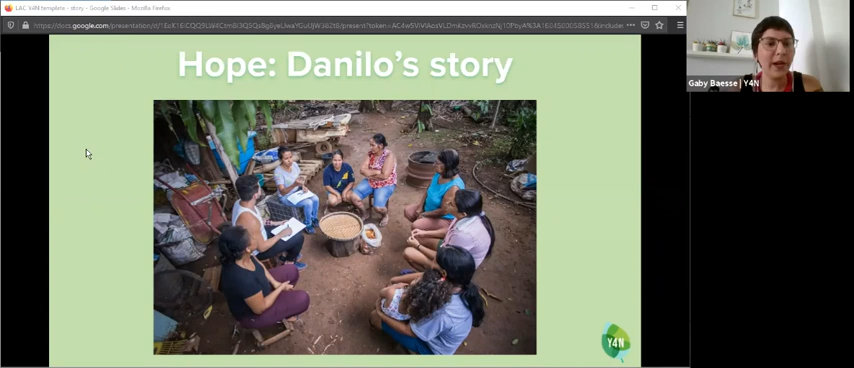 LAC Y4N template - story - Google Slides - Mozilla Firefox
Gaby Baesse | Y4N
Hope: Danilo's story
Y4N